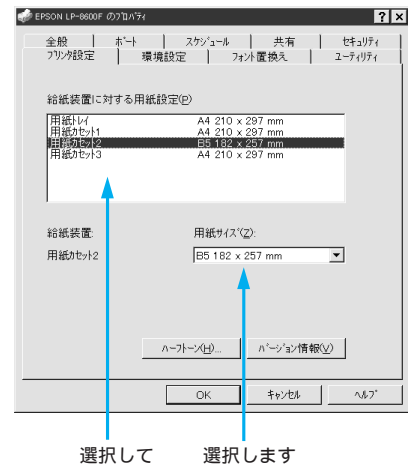 EPSON LP-8600F のプロパティ
全般 ポート スケジュール 共有 セキュリティ
プリンタ設定 環境設定 フォント置換え ユーティリティ
給紙装置に対する用紙設定(P)
用紙トレイ A4 210 x 297 mm
用紙カセット1 A4 210 x 297 mm
用紙カセット2 B5 182 x 257 mm
用紙カセット3 A4 210 x 297 mm
給紙装置: 用紙サイズ(Z):
用紙カセット2 B5 182 x 257 mm
ハーフトーン(H)... バージョン情報(V)
OK キャンセル ヘルプ
選択して 選択します